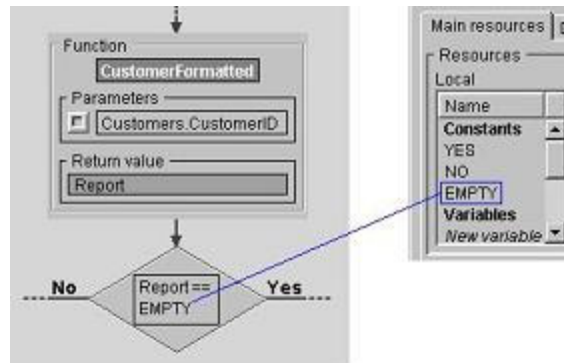 Function
CustomerFormatted
Parameters
Customers.CustomerID
Return value
Report
No
Report ==
EMPTY
Yes
Main resources
Resources
Local
Name
Constants
YES
NO
EMPTY
Variables
New variable